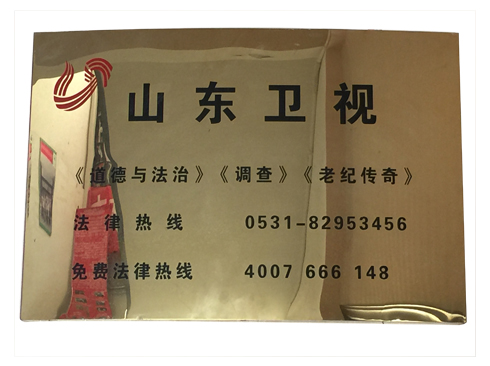 山东卫视
《道德与法治》《调查》《老纪传奇》
法律热线 0531-82953456
免费法律热线 4007 666 148